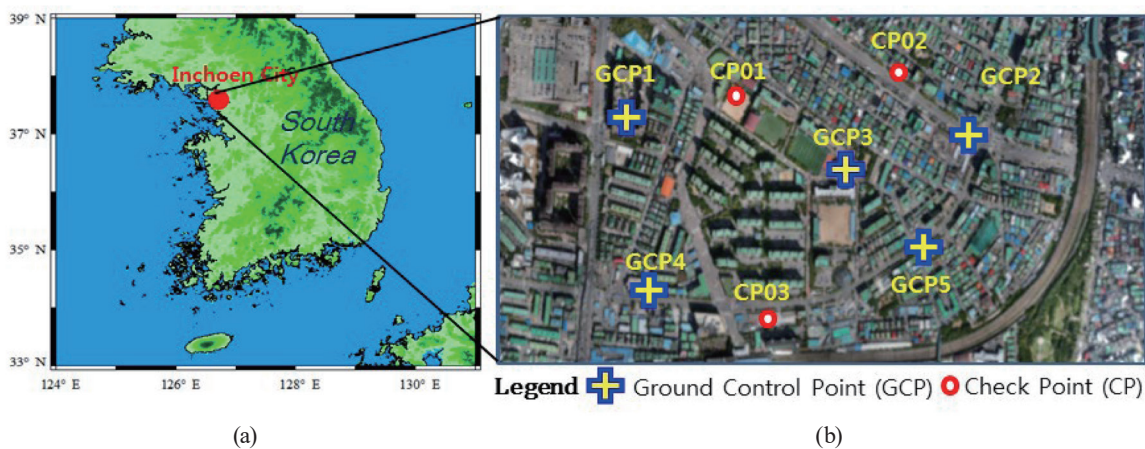 39° N
37° N
35° N
33° N
124° E
126° E
128° E
130° E
Inchoen City
South
Korea
(a)
CP02
GCP1
CP01
GCP2
GCP3
GCP4
GCP5
CP03
Legend Ground Control Point (GCP) Check Point (CP)
(b)